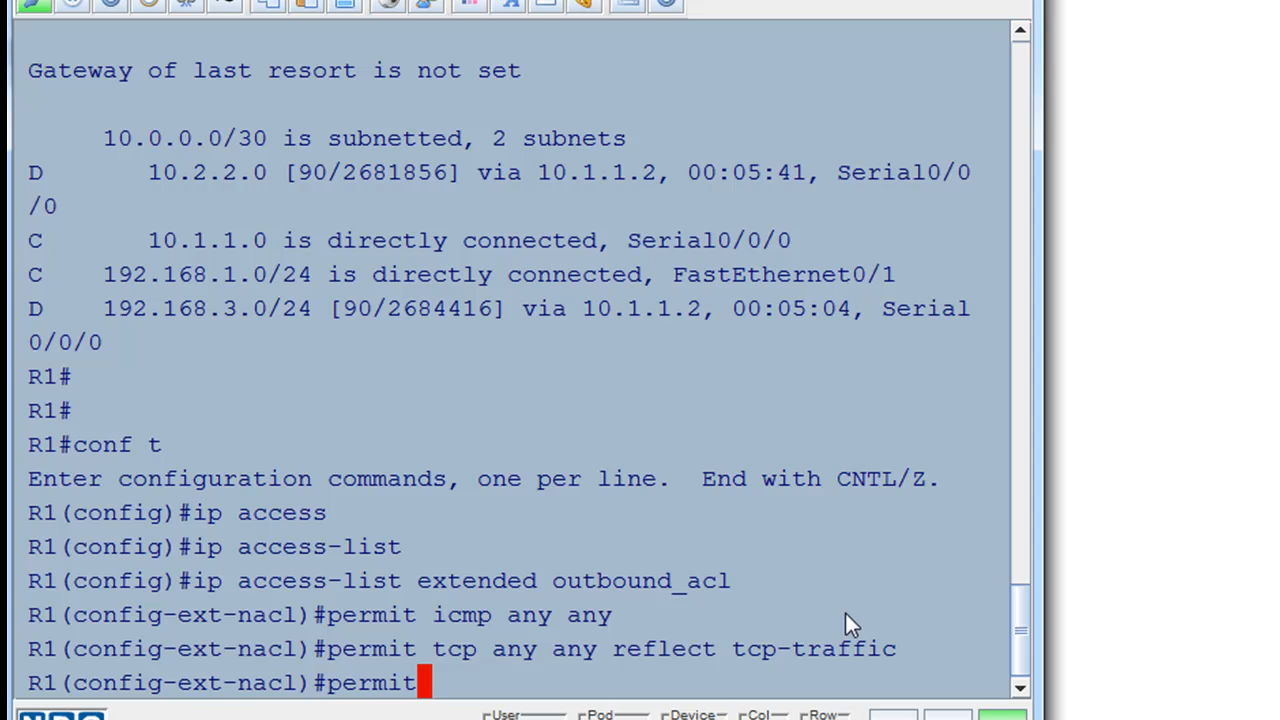 Gateway of last resort is not set
10.0.0.0/30 is subnetted, 2 subnets
D 10.2.2.0 [90/2681856] via 10.1.1.2, 00:05:41, Serial0/0
/0
C 10.1.1.0 is directly connected, Serial0/0/0
C 192.168.1.0/24 is directly connected, FastEthernet0/1
D 192.168.3.0/24 [90/2684416] via 10.1.1.2, 00:05:04, Serial
0/0/0
R1#
R1#
R1#conf t
Enter configuration commands, one per line. End with CNTL/Z.
R1(config)#ip access
R1(config)#ip access-list
R1(config)#ip access-list extended outbound_acl
R1(config-ext-nacl)#permit icmp any any
R1(config-ext-nacl)#permit tcp any any reflect tcp-traffic
R1(config-ext-nacl)#permit
User Pod Device Col Row